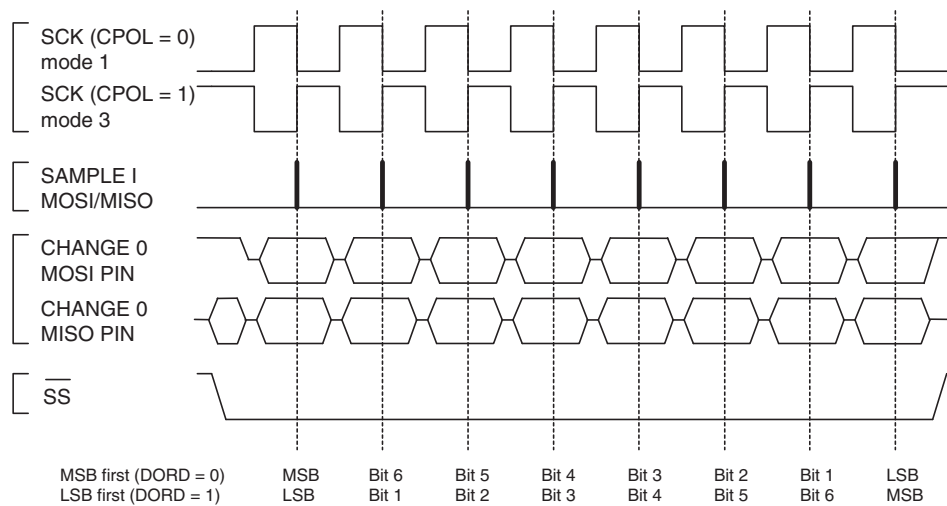 SCK (CPOL = 0)
mode 1
SCK (CPOL = 1)
mode 3
SAMPLE I
MOSI/MISO
CHANGE 0
MOSI PIN
CHANGE 0
MISO PIN
SS
MSB first (DORD = 0) MSB Bit 6 Bit 5 Bit 4 Bit 3 Bit 2 Bit 1 LSB
LSB first (DORD = 1) LSB Bit 1 Bit 2 Bit 3 Bit 4 Bit 5 Bit 6 MSB